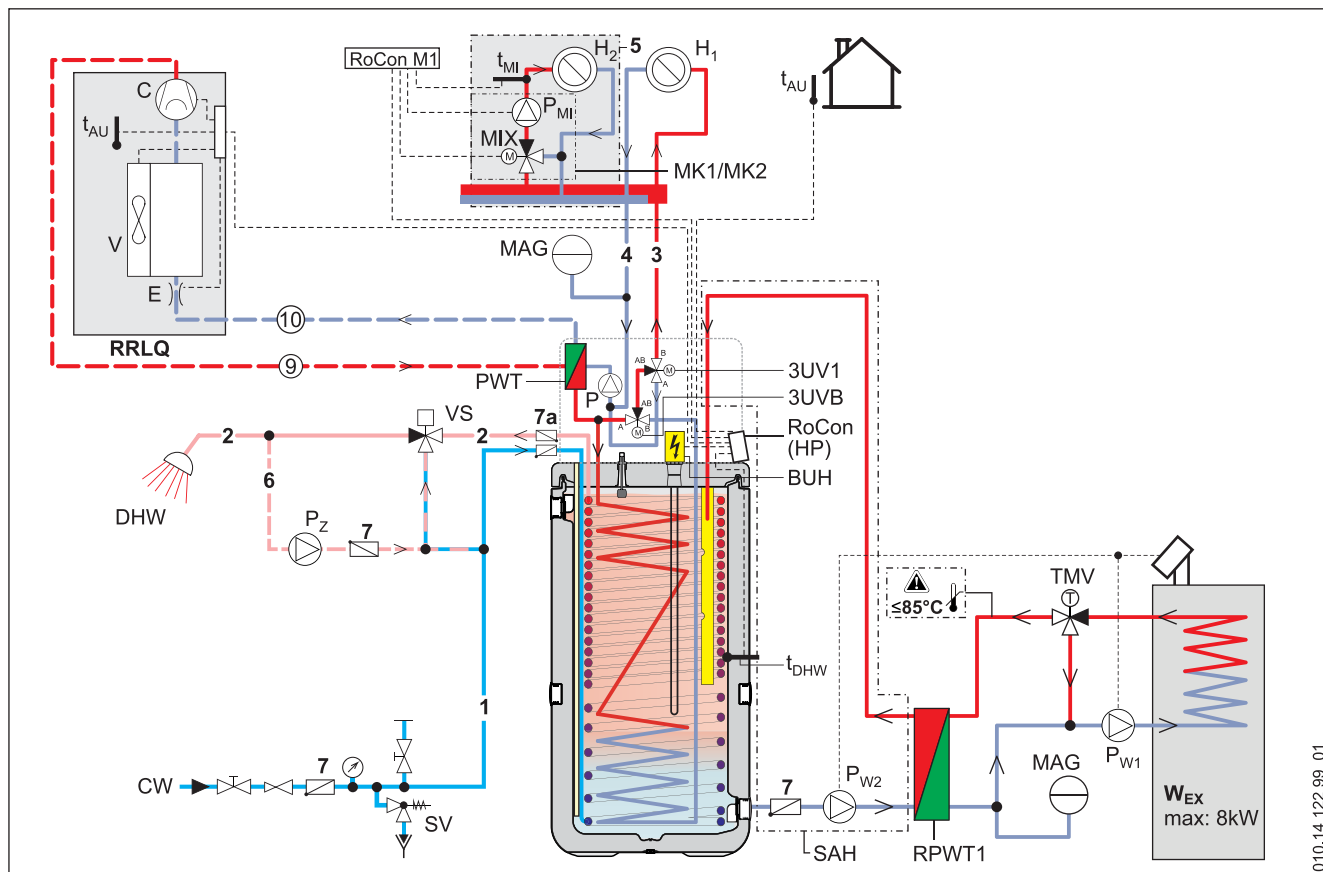 RoCon M1
tMI
H2
5
H1
tAU
C
tAU
PMI
MIX
M
MK1/MK2
V
MAG
4
3
E
10
RRLQ
9
PWT
P
AB
B
M
A
3UV1
3UVB
AB
A
B
M
RoCon
(HP)
BUH
VS
7a
2
2
6
DHW
PZ
7
≤85°C
TMV
T
tDHW
1
CW
7
SV
7
PW2
SAH
RPWT1
MAG
PW1
WEX
max: 8kW
010.14 122 99_01